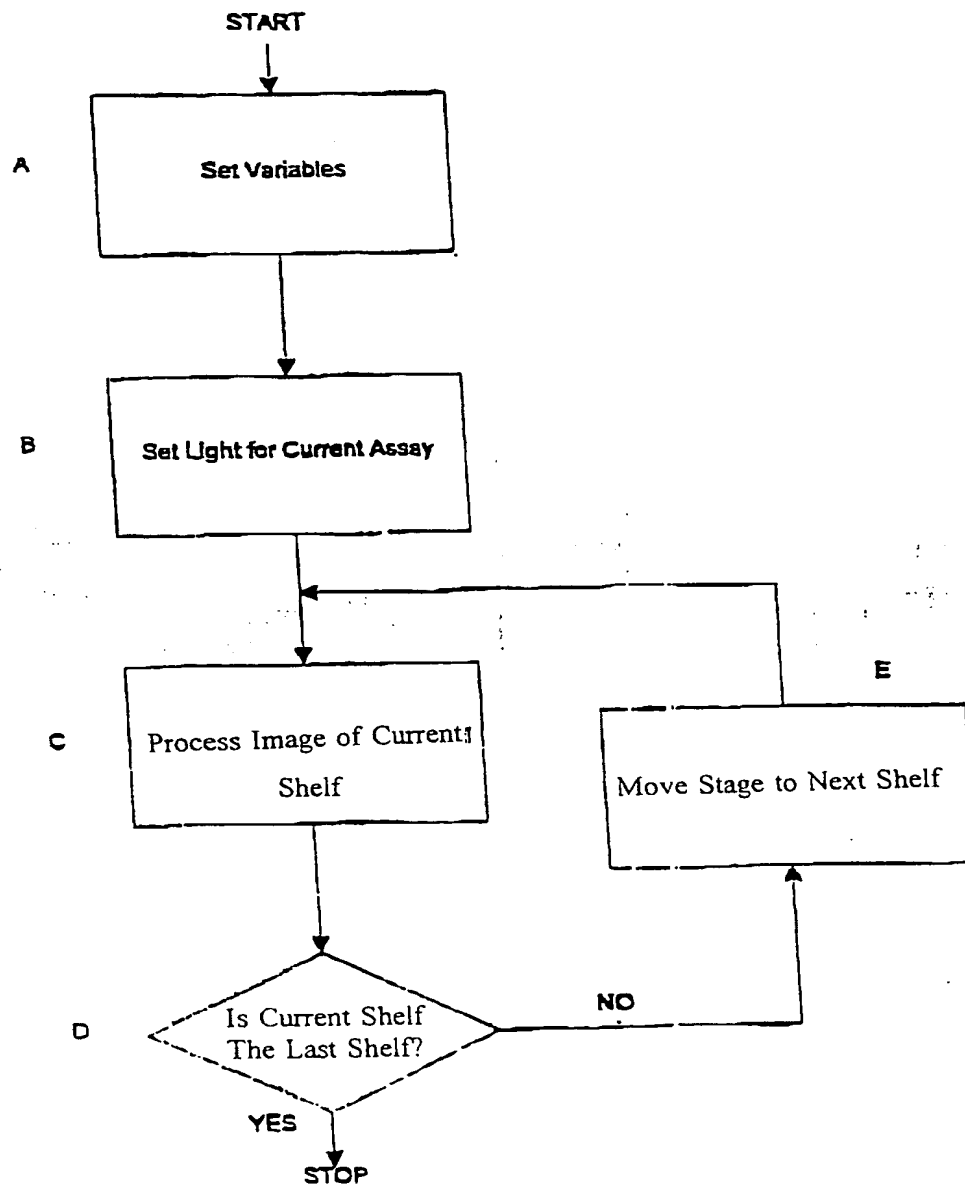 START
A
Set Variables
B
Set Light for Current Assay
E
C
Process Image of Current
Shelf
Move Stage to Next Shelf
D
Is Current Shelf
The Last Shelf?
NO
YES
STOP